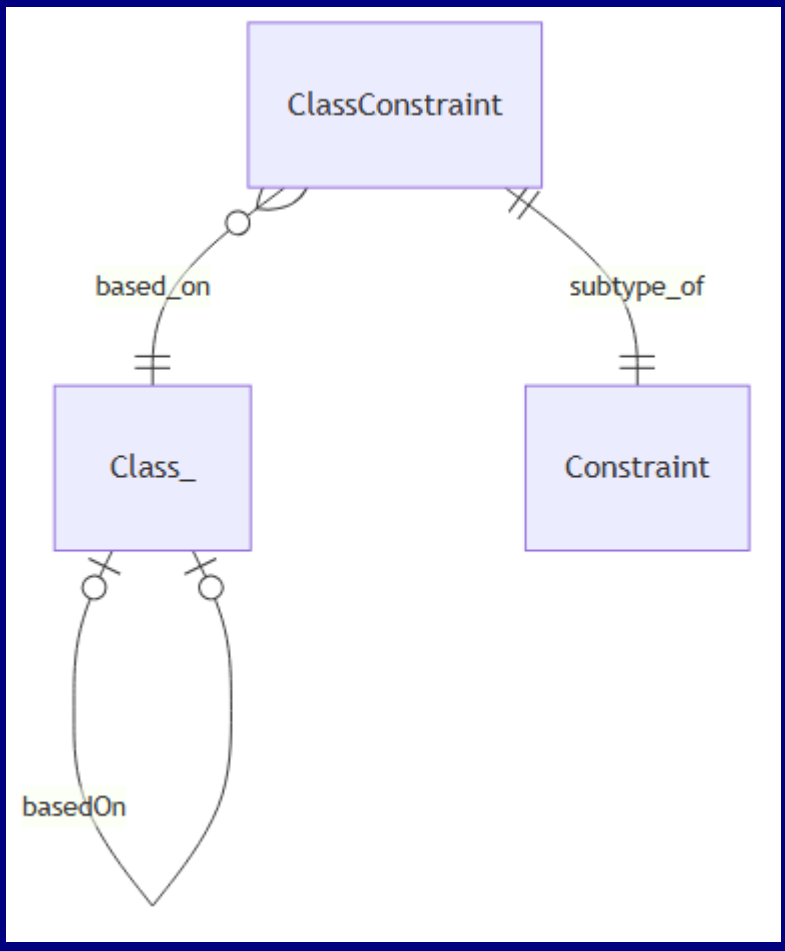 ClassConstraint
based_on
subtype_of
Class_
Constraint
basedOn